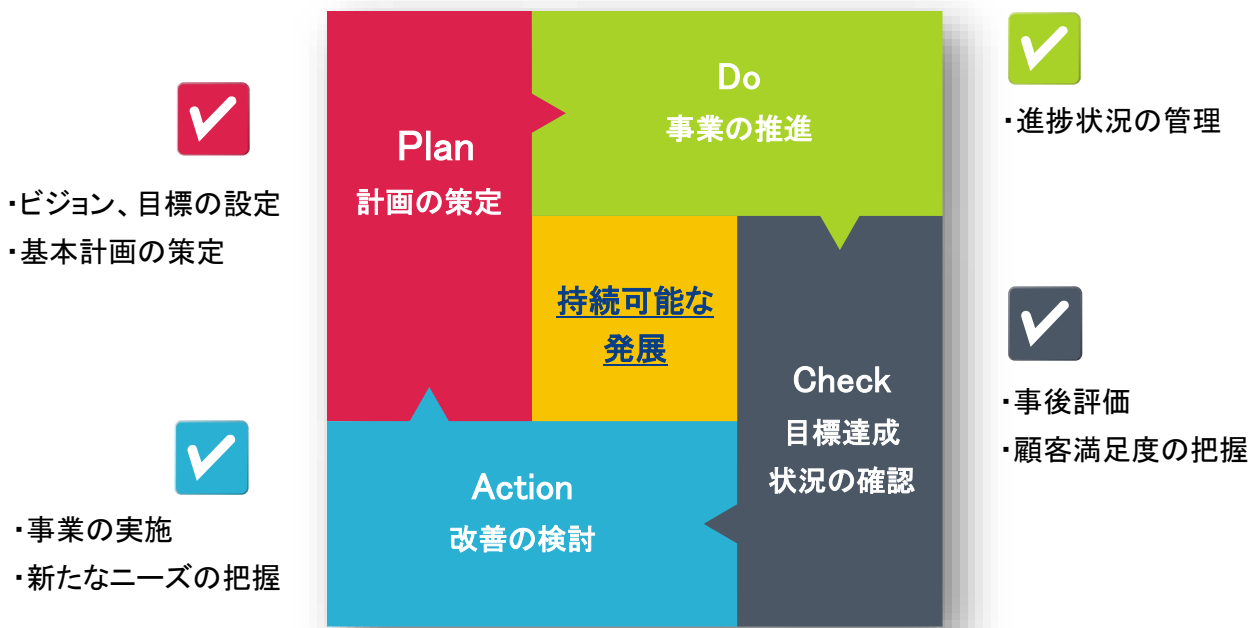 Plan
計画の策定
・ビジョン、目標の設定
・基本計画の策定
Do
事業の推進
・進捗状況の管理
Check
目標達成
状況の確認
・事後評価
・顧客満足度の把握
Action
改善の検討
・事業の実施
・新たなニーズの把握
持続可能な
発展